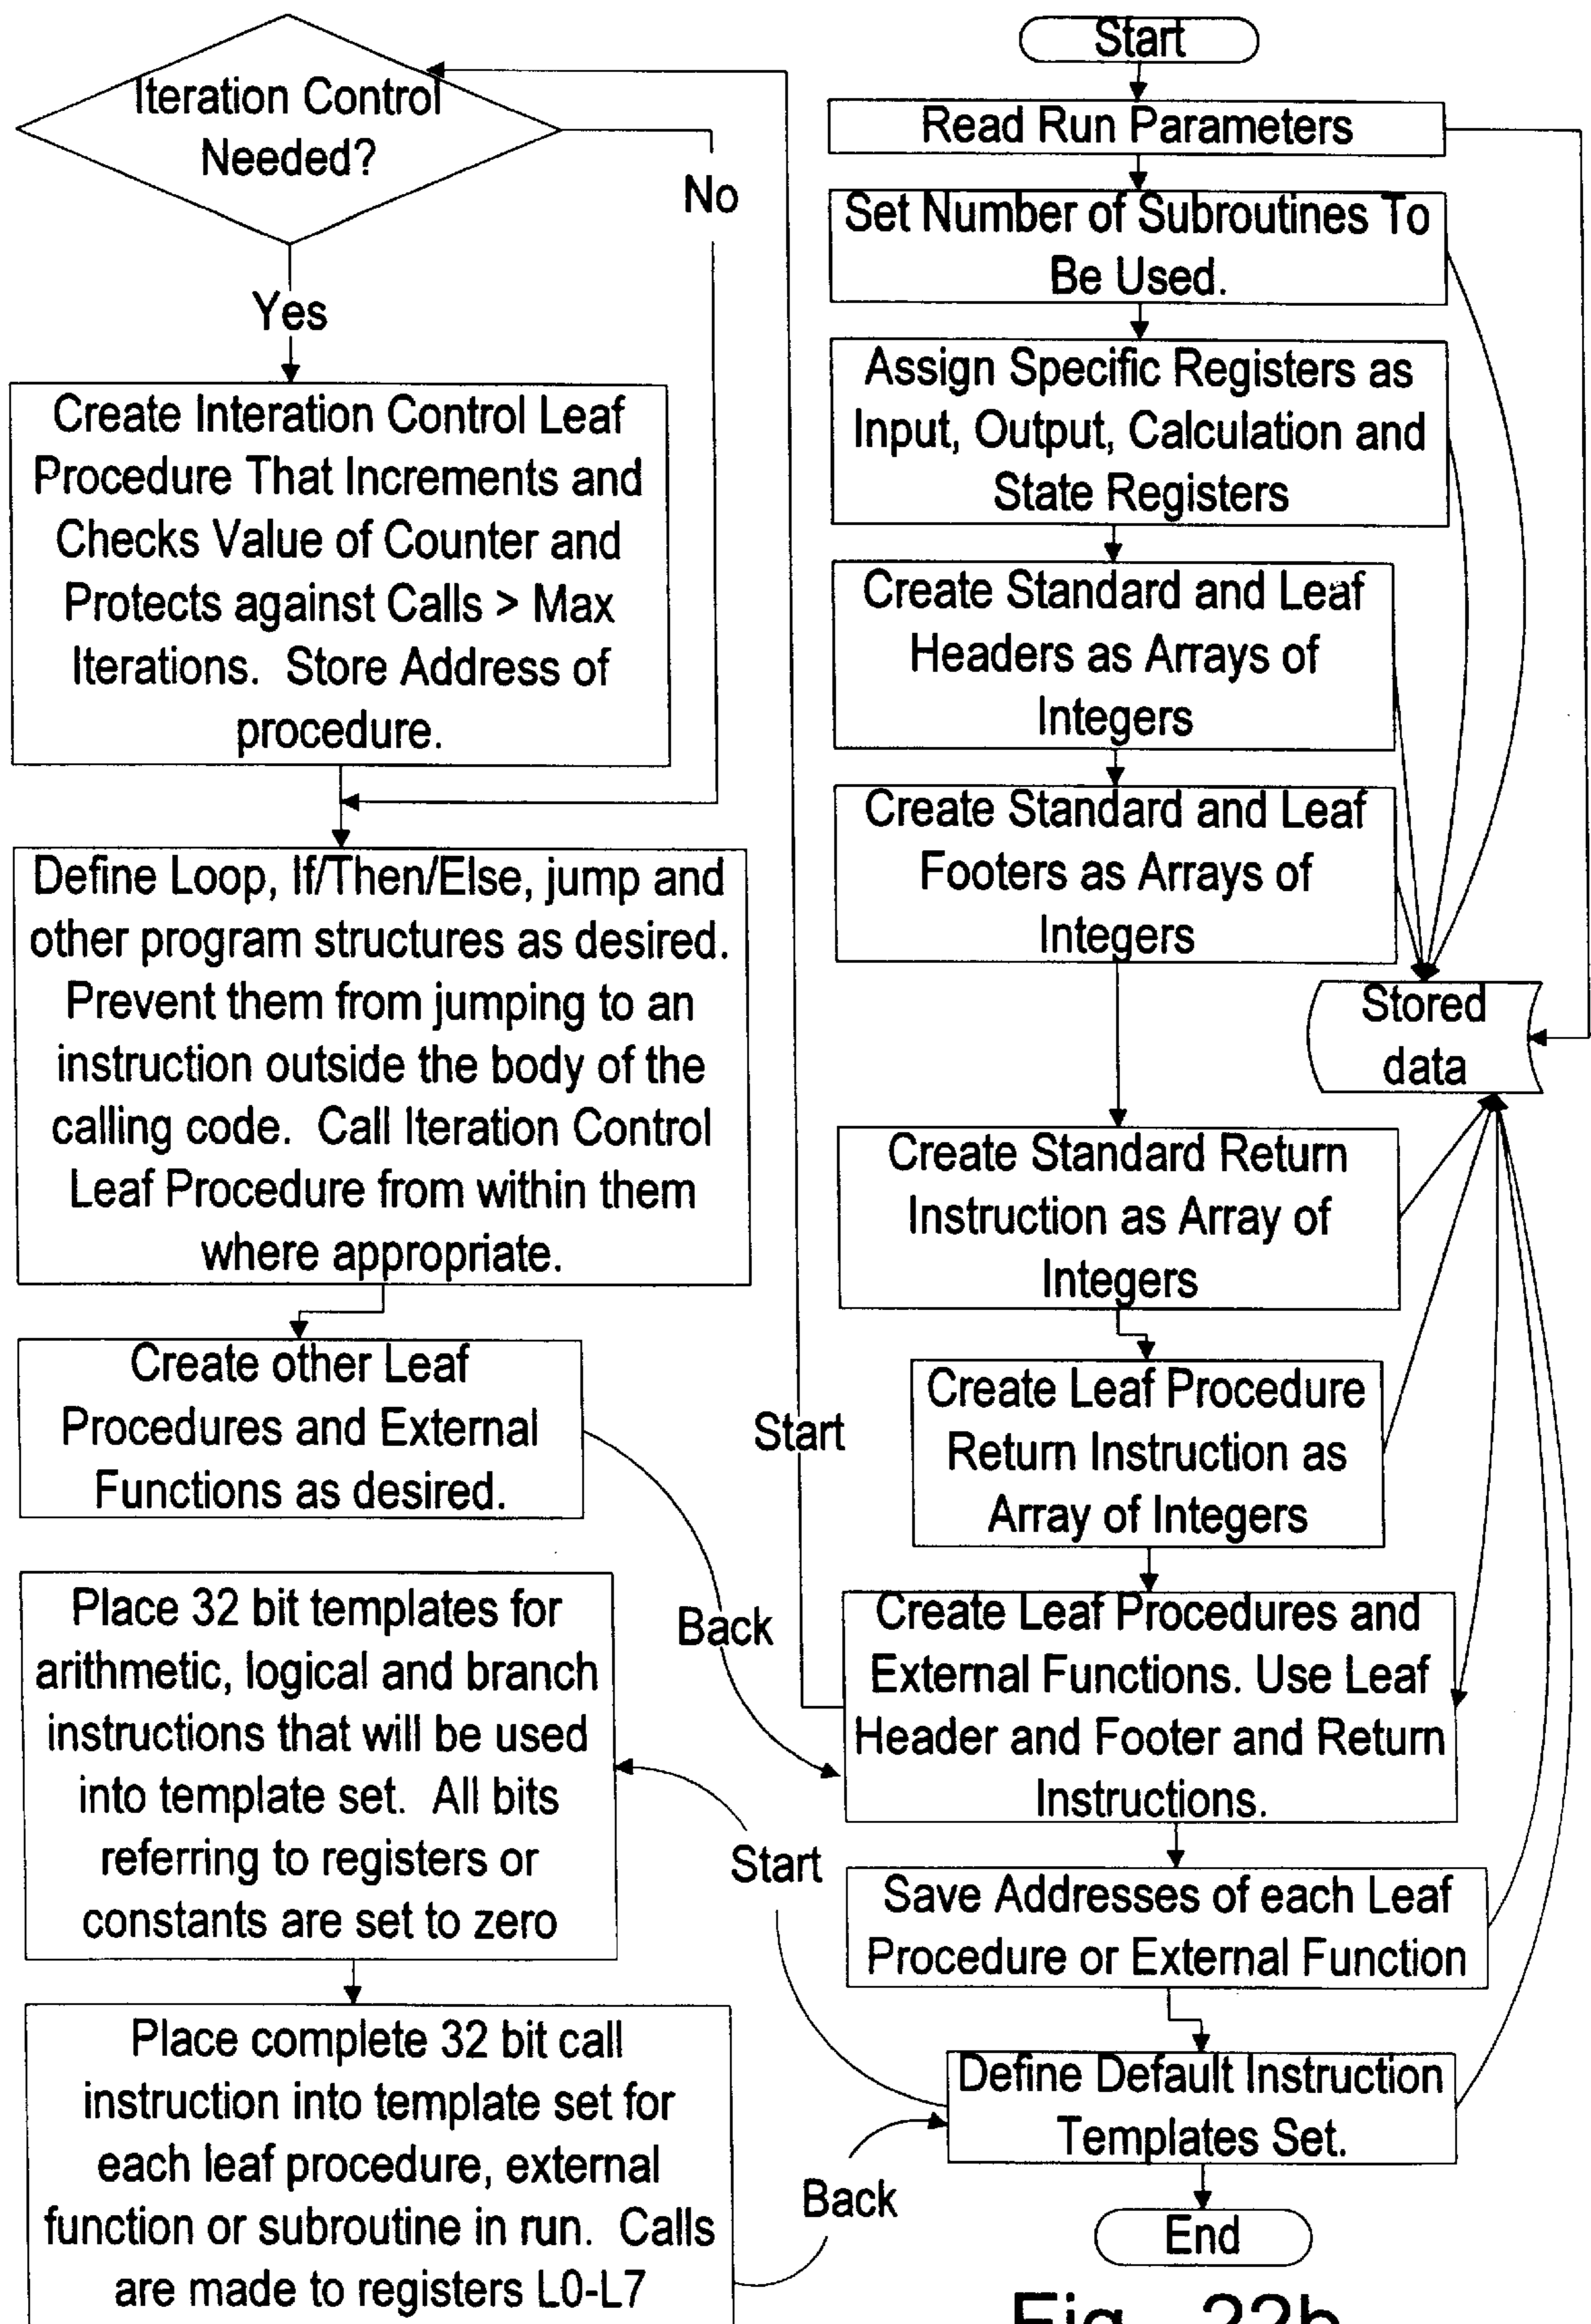 Start
Read Run Parameters
Set Number of Subroutines To
Be Used.
Assign Specific Registers as
Input, Output, Calculation and
State Registers
Create Standard and Leaf
Headers as Arrays of
Integers
Create Standard and Leaf
Footers as Arrays of
Integers
Stored
data
Create Standard Return
Instruction as Array of
Integers
Create Leaf Procedure
Return Instruction as
Array of Integers
Create Leaf Procedures and
External Functions. Use Leaf
Header and Footer and Return
Instructions.
Save Addresses of each Leaf
Procedure or External Function
Define Default Instruction
Templates Set.
End
Start
Iteration Control
Needed?
No
Yes
Create Interation Control Leaf
Procedure That Increments and
Checks Value of Counter and
Protects against Calls > Max
Iterations. Store Address of
procedure.
Define Loop, If/Then/Else, jump and
other program structures as desired.
Prevent them from jumping to an
instruction outside the body of the
calling code. Call Iteration Control
Leaf Procedure from within them
where appropriate.
Create other Leaf
Procedures and External
Functions as desired.
Back
Start
Place 32 bit templates for
arithmetic, logical and branch
instructions that will be used
into template set. All bits
referring to registers or
constants are set to zero
Place complete 32 bit call
instruction into template set for
each leaf procedure, external
function or subroutine in run. Calls
are made to registers L0-L7
Back
Fig. 22b